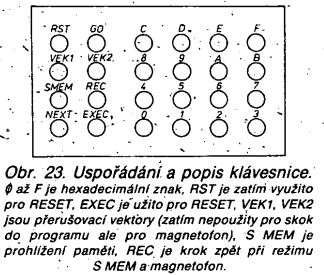 RST GO C D E F
VEK1 VEK2 8 9 A B
SMEM REC 4 5 6 7
NEXT EXEC 0 1 2 3
Obr. 23. Uspořádání a popis klávesnice.
φ až F je hexadecimální znak, RST je zatím využito
pro RESET, EXEC je užito pro RESET, VEK1, VEK2
jsou přerušovací vektory (zatím nepoužity pro skok
do programu ale pro magnetofon), S MEM je
prohlížení paměti, REC je krok zpět při režimu
S MEM a magnetofon.